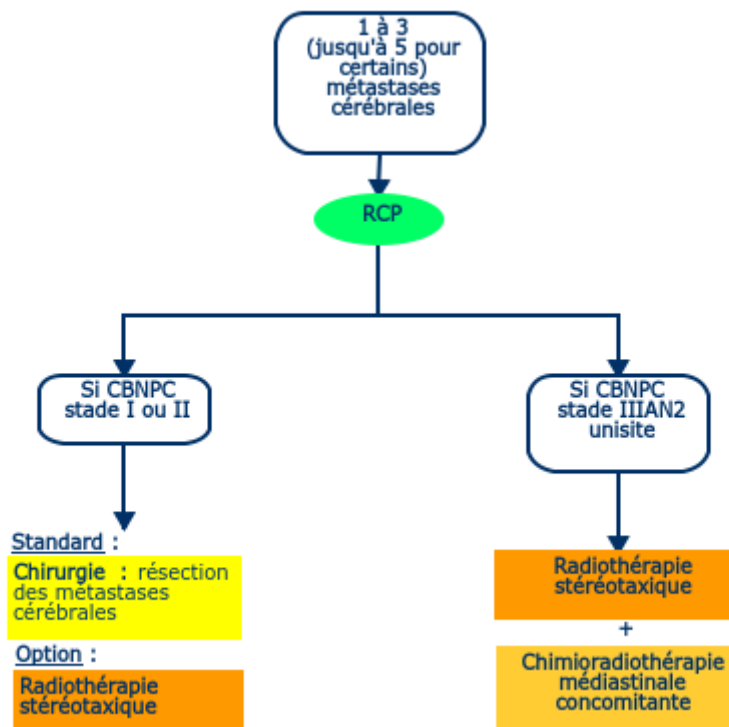 1 à 3
(jusqu'à 5 pour
certains)
métastases
cérébrales
RCP
Si CBNPC
stade I ou II
Si CBNPC
stade IIIAN2
unisite
Standard :
Chirurgie : résection
des métastases
cérébrales
Option :
Radiothérapie
stéréotaxique
Radiothérapie
stéréotaxique
+
Chimioradiothérapie
médiastinale
concomitante